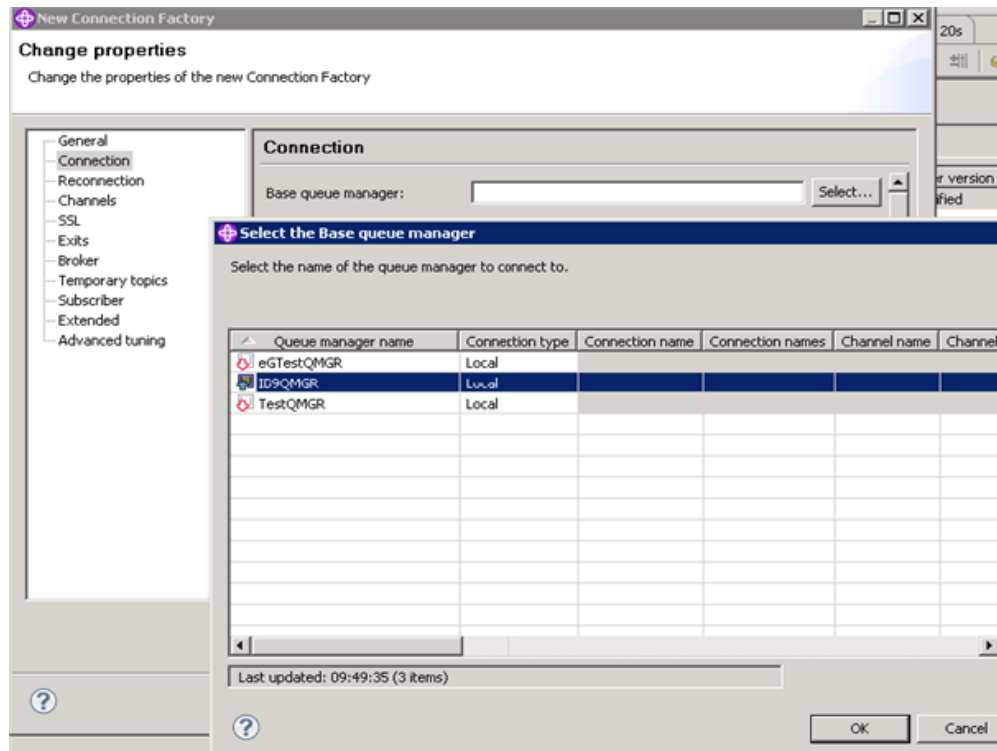 New Connection Factory
20s
Change properties
Change the properties of the new Connection Factory
General
Connection
Reconnection
Channels
SSL
Exits
Broker
Temporary topics
Subscriber
Extended
Advanced tuning
Connection
Base queue manager:
Select...
r version
ified
Select the Base queue manager
Select the name of the queue manager to connect to.
Queue manager name Connection type Connection name Connection names Channel name Channel
eGTestQMGR Local
ID9QMGR Local
TestQMGR Local
Last updated: 09:49:35 (3 items)
OK Cancel